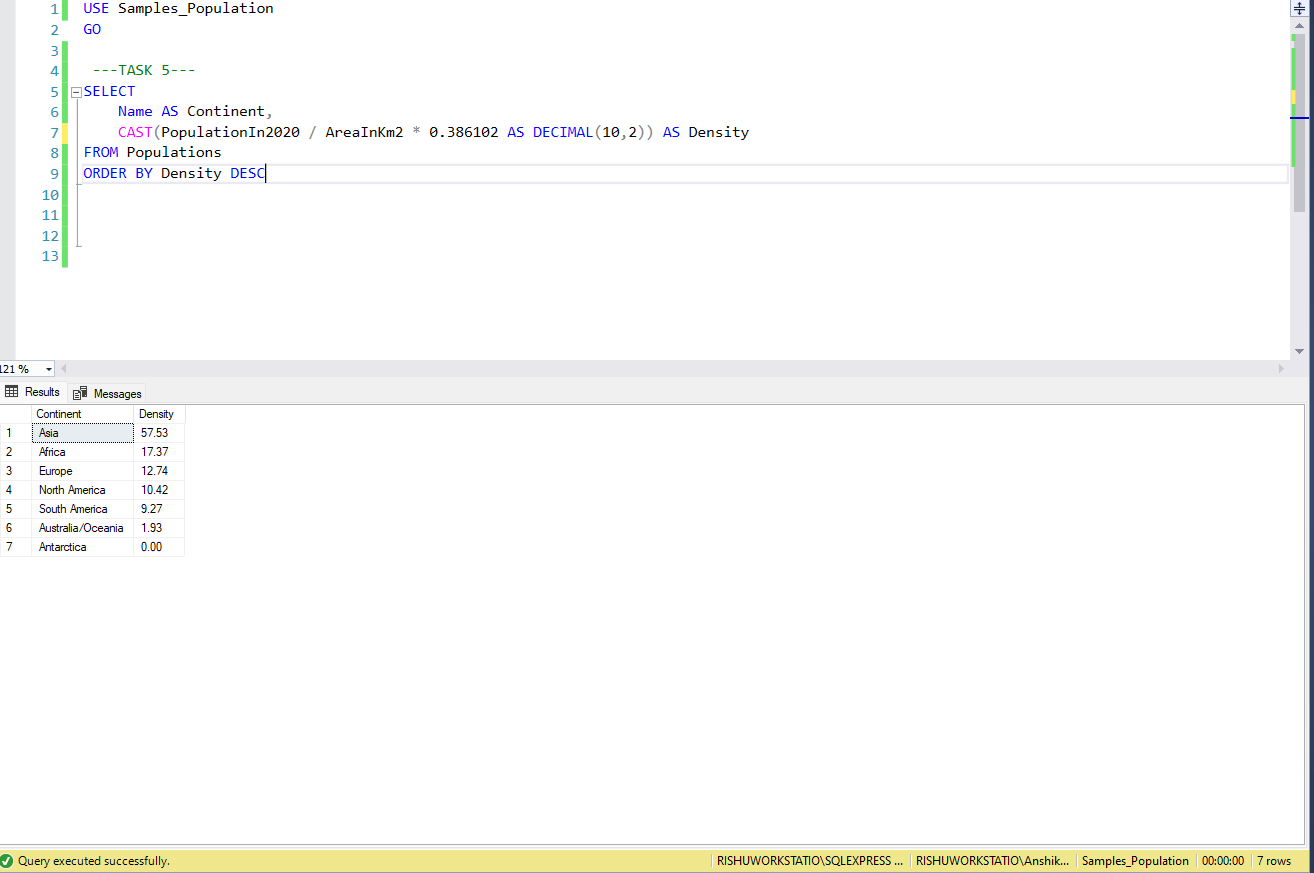 1 USE Samples_Population
2 GO
3
4 ---TASK 5---
5 SELECT
6 Name AS Continent,
7 CAST(PopulationIn2020 / AreaInKm2 * 0.386102 AS DECIMAL(10,2)) AS Density
8 FROM Populations
9 ORDER BY Density DESC
10
11
12
13
121 %
Results Messages
Continent Density
1 Asia 57.53
2 Africa 17.37
3 Europe 12.74
4 North America 10.42
5 South America 9.27
6 Australia/Oceania 1.93
7 Antarctica 0.00
Query executed successfully. RISHUWORKSTATIO\SQLEXPRESS ... RISHUWORKSTATIO\Anshik... Samples_Population 00:00:00 7 rows